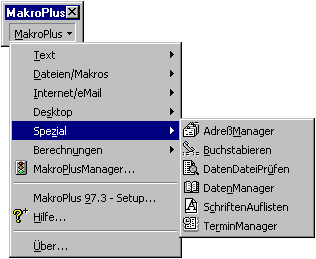 MakroPlus
MakroPlus
Text
Dateien/Makros
Internet/eMail
Desktop
Spezial
Berechnungen
MakroPlusManager...
MakroPlus 97.3 - Setup...
Hilfe...
Über...
AdreßManager
Buchstabieren
DatenDateiPrüfen
DatenManager
SchriftenAuflisten
TerminManager